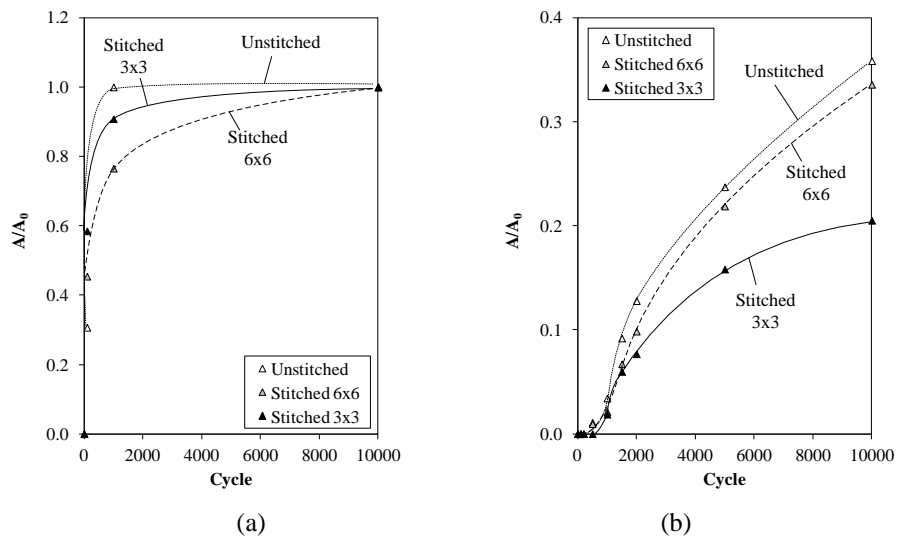 1.2
1.0
0.8
0.6
0.4
0.2
0.0
A/A0
0 2000 4000 6000 8000 10000
Cycle
Stitched
3x3
Unstitched
Stitched
6x6
Unstitched
Stitched 6x6
Stitched 3x3
(a)
0.4
0.3
0.2
0.1
0.0
A/A0
0 2000 4000 6000 8000 10000
Cycle
Unstitched
Stitched 6x6
Stitched 3x3
Unstitched
Stitched
6x6
Stitched
3x3
(b)